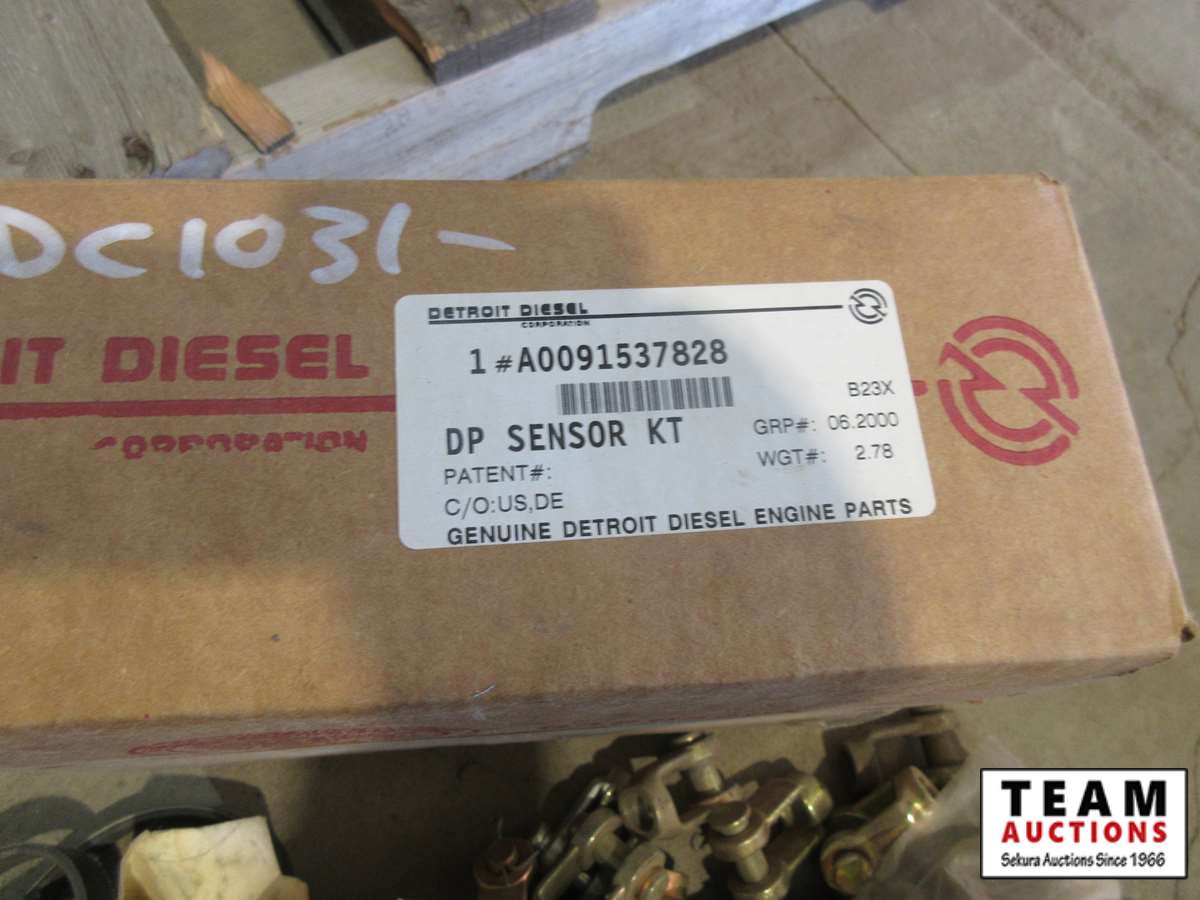 DC1031-
IT DIESEL
CORPORATION
DETROIT DIESEL
CORPORATION
1 # A0091537828
B23X
DP SENSOR KT
GRP#: 06.2000
PATENT#:
WGT#: 2.78
C/O:US,DE
GENUINE DETROIT DIESEL ENGINE PARTS
TEAM
AUCTIONS
Sekura Auctions Since 1966